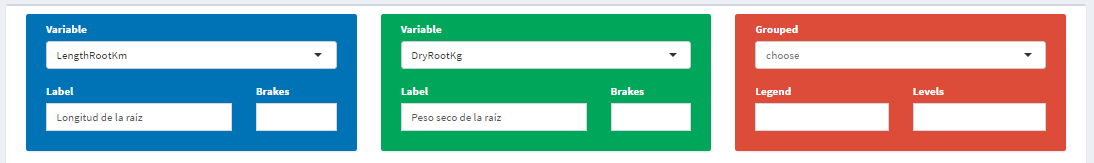 Variable
LengthRootKm
Label Brakes
Longitud de la raíz
Variable
DryRootKg
Label Brakes
Peso seco de la raíz
Grouped
choose
Legend Levels